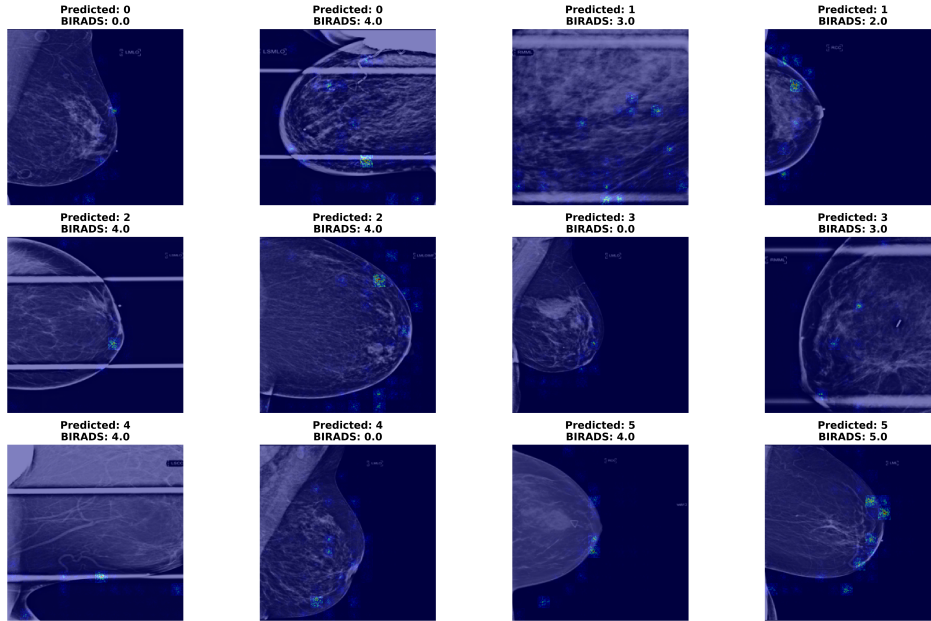 Predicted: 0
BIRADS: 0.0
Predicted: 0
BIRADS: 4.0
Predicted: 1
BIRADS: 3.0
Predicted: 1
BIRADS: 2.0
LSMLO
Predicted: 2
BIRADS: 4.0
Predicted: 2
BIRADS: 4.0
Predicted: 3
BIRADS: 0.0
Predicted: 3
BIRADS: 3.0
Predicted: 4
BIRADS: 4.0
Predicted: 4
BIRADS: 0.0
Predicted: 5
BIRADS: 4.0
Predicted: 5
BIRADS: 5.0